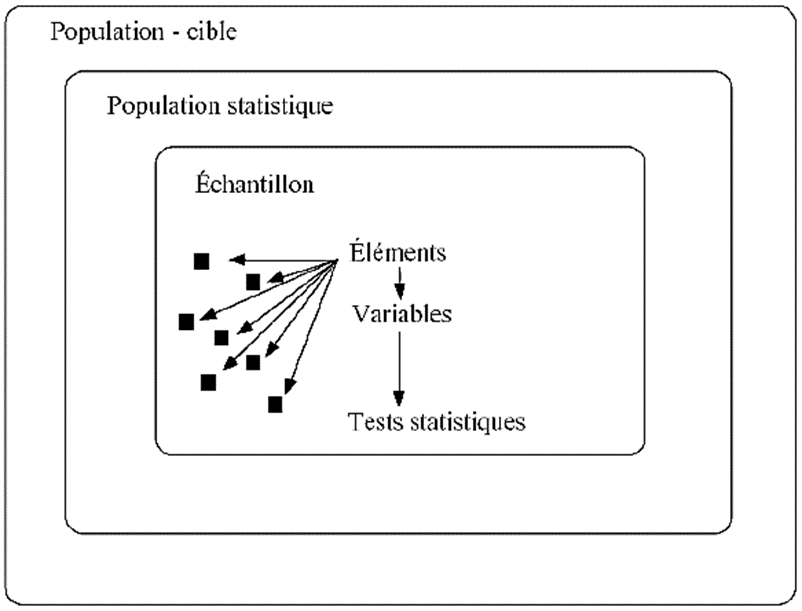 Population - cible
Population statistique
Échantillon
Éléments
Variables
Tests statistiques